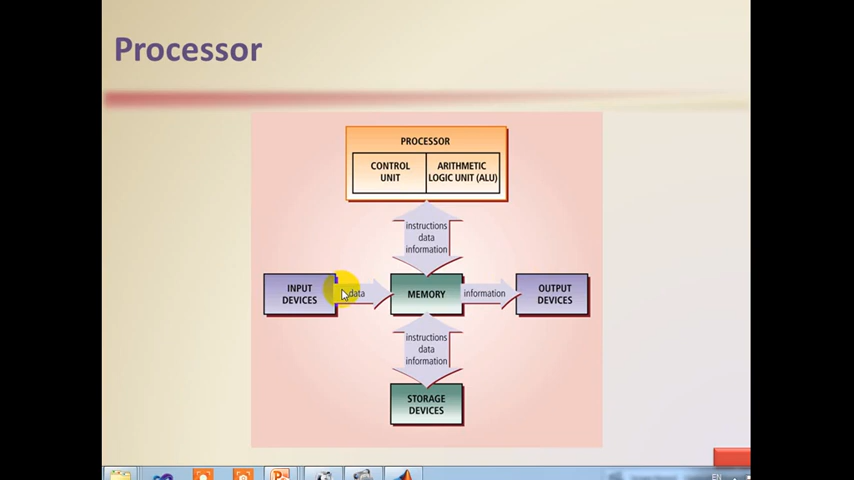 Processor
PROCESSOR
CONTROL
UNIT
ARITHMETIC
LOGIC UNIT (ALU)
instructions
data
information
INPUT
DEVICES
data
MEMORY
information
OUTPUT
DEVICES
instructions
data
information
STORAGE
DEVICES
EN